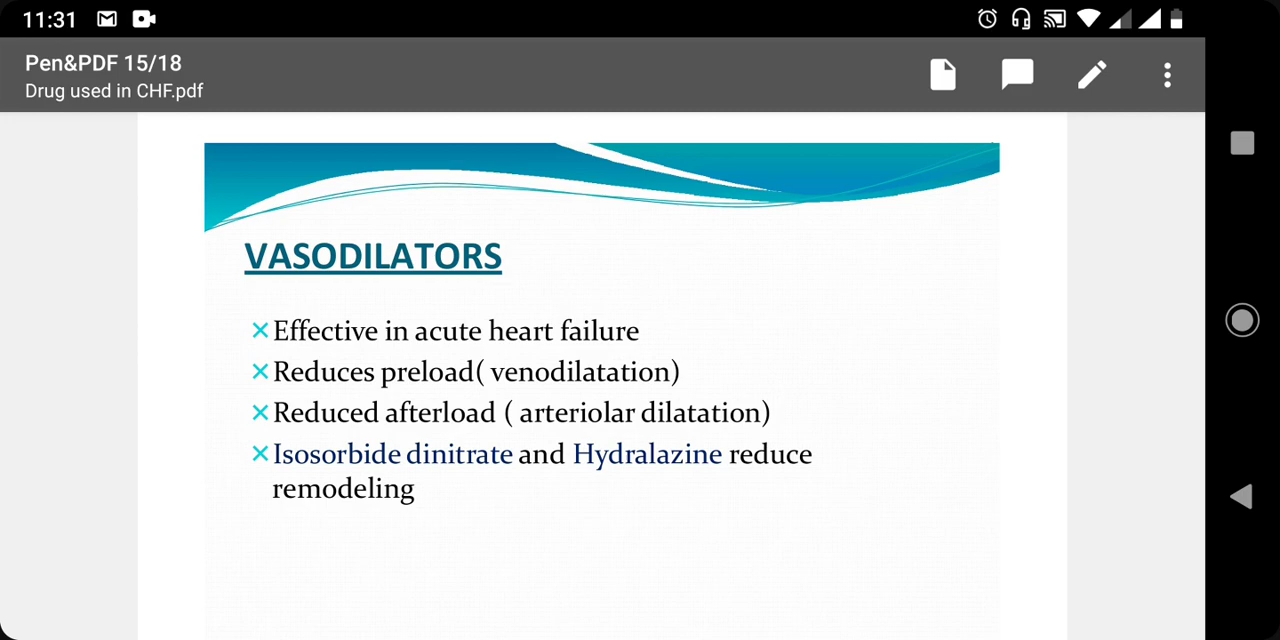 11:31
Pen&PDF 15/18
Drug used in CHF.pdf
VASODILATORS
×Effective in acute heart failure
×Reduces preload( venodilatation)
×Reduced afterload ( arteriolar dilatation)
×Isosorbide dinitrate and Hydralazine reduce
remodeling